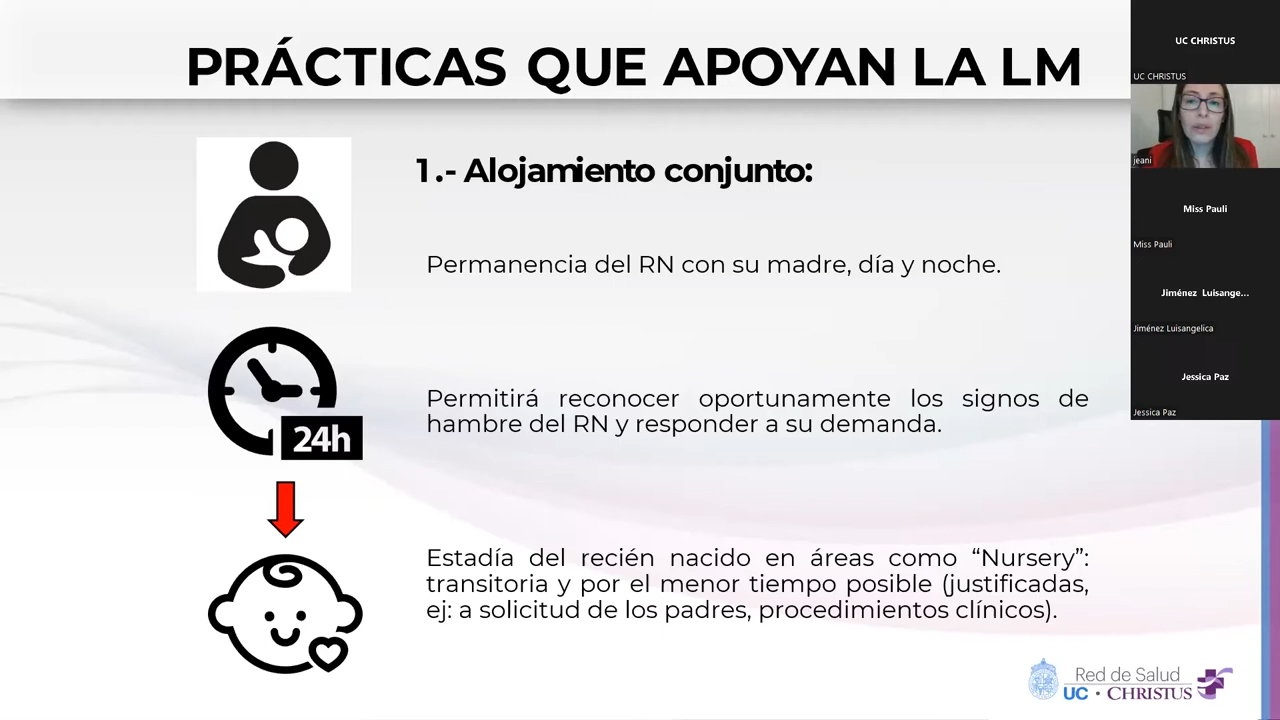 PRÁCTICAS QUE APOYAN LA LM
1.- Alojamiento conjunto:
Permanencia del RN con su madre, día y noche.
24h
Permitirá reconocer oportunamente los signos de
hambre del RN y responder a su demanda.
Estadía del recién nacido en áreas como “Nursery”:
transitoria y por el menor tiempo posible (justificadas,
ej: a solicitud de los padres, procedimientos clínicos).
Red de Salud
UC • CHRISTUS
UC CHRISTUS
UC CHRISTUS
jeani
Miss Pauli
Miss Pauli
Jiménez Luisange...
Jiménez Luisangelica
Jessica Paz
Jessica Paz